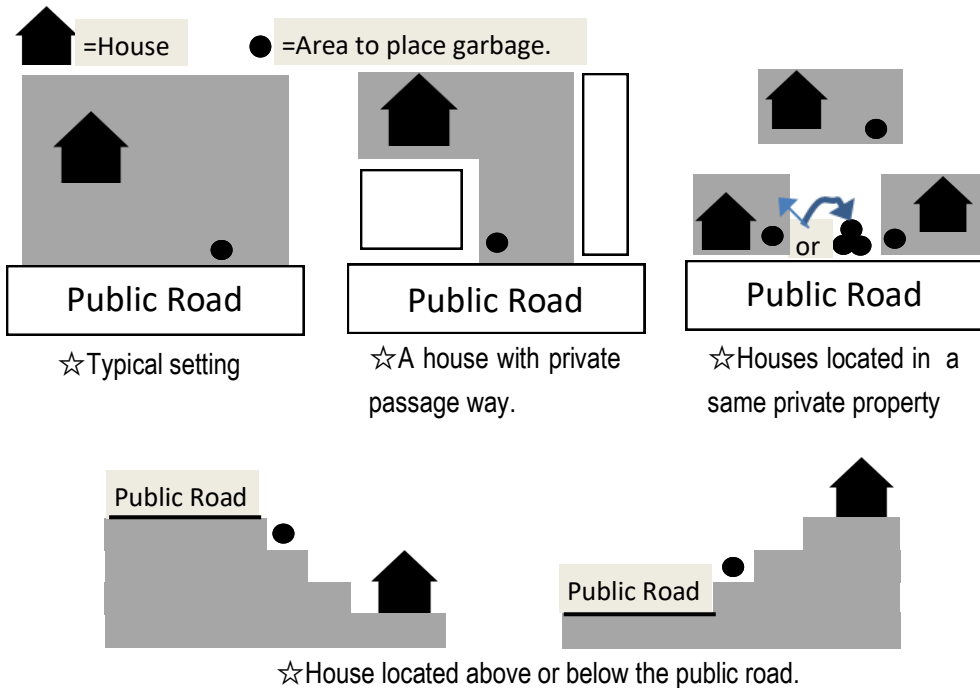 =House
=Area to place garbage.
or
Public Road
Public Road
Public Road
☆Typical setting
☆A house with private
passage way.
☆Houses located in a
same private property
Public Road
Public Road
☆House located above or below the public road.